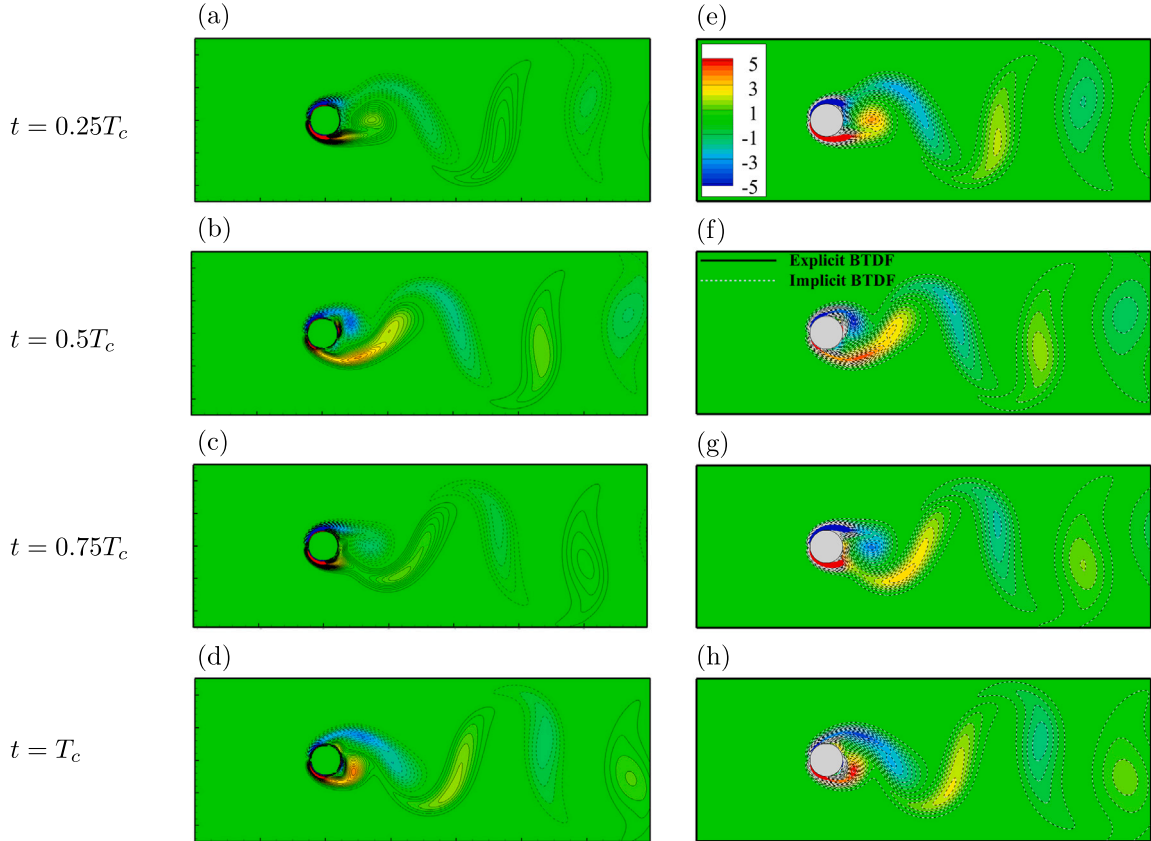 (a)
(e)
t = 0.25T_c
5
3
1
-1
-3
-5
(b)
(f)
t = 0.5T_c
Explicit BTDF
Implicit BTDF
(c)
(g)
t = 0.75T_c
(d)
(h)
t = T_c